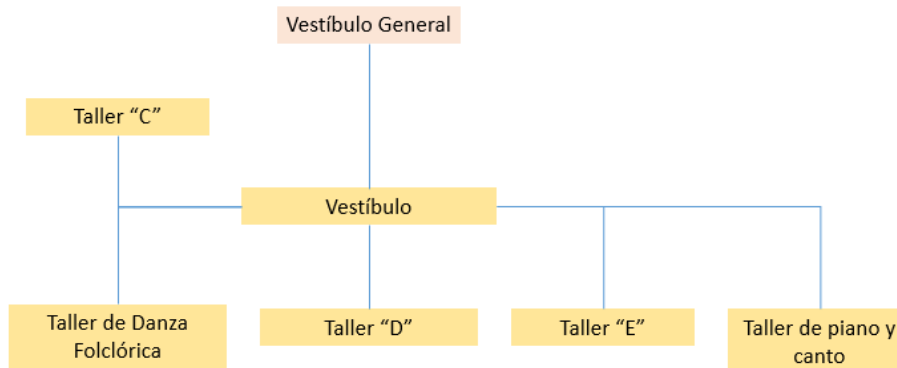 Vestíbulo General
Taller “C”
Vestíbulo
Taller de Danza
Folclórica
Taller “D”
Taller “E”
Taller de piano y
canto